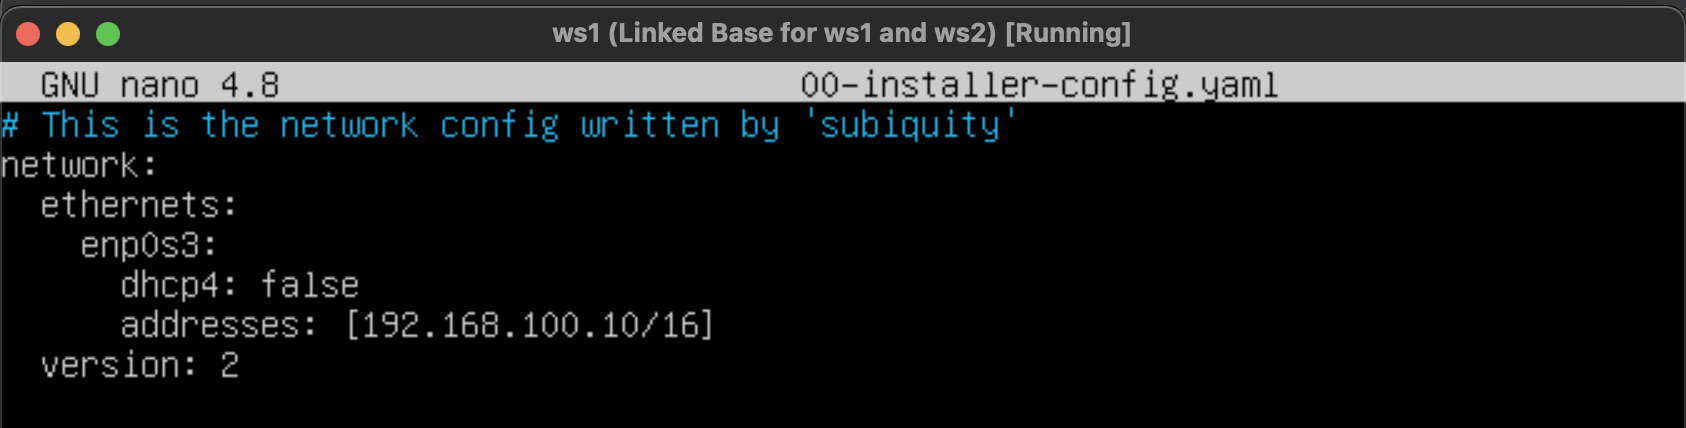 ws1 (Linked Base for ws1 and ws2) [Running]
GNU nano 4.8 00-installer-config.yaml
# This is the network config written by 'subiquity'
network:
  ethernets:
    enp0s3:
      dhcp4: false
      addresses: [192.168.100.10/16]
  version: 2